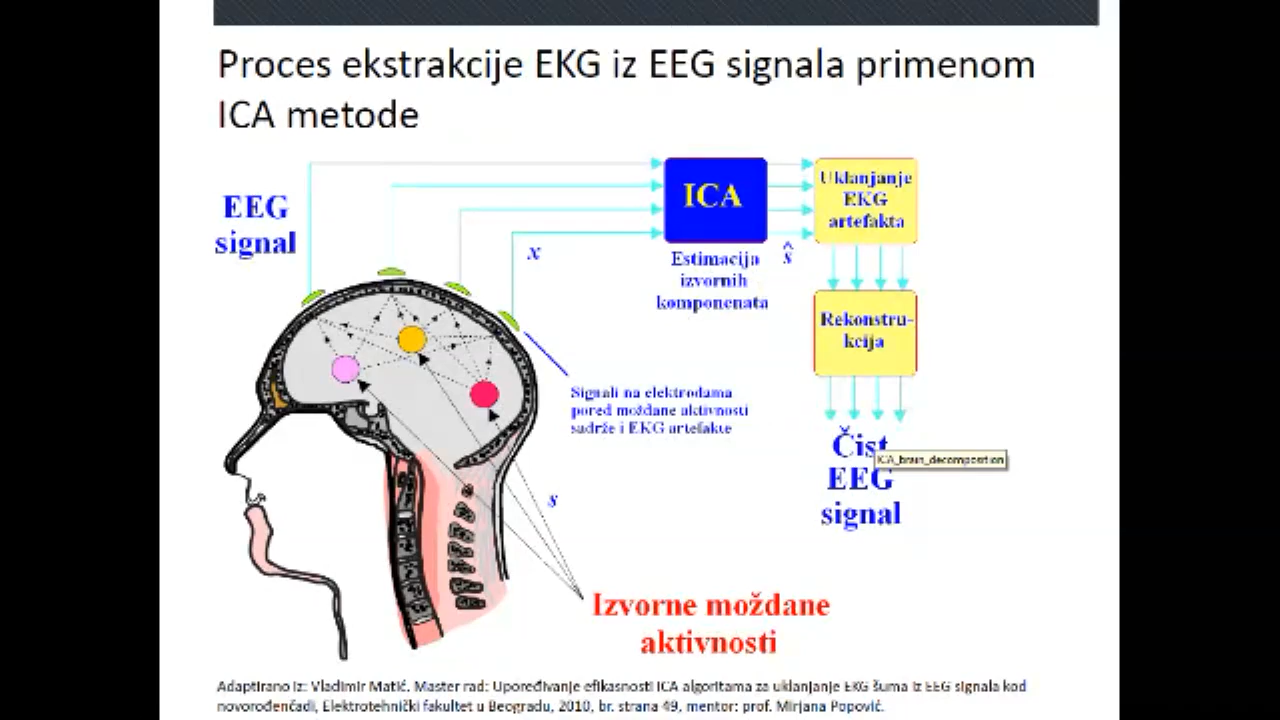 Proces ekstrakcije EKG iz EEG signala primenom
ICA metode
EEG
signal
x
ICA
Estimacija
izvornih
komponenata
ŝ
Uklanjanje
EKG
artefakta
Rekonstru-
kcija
Čist
EEG
signal
ICA_brain_decomposition
Signali na elektrodama
pored moždane aktivnosti
sadrže i EKG artefakte
s
Izvorne moždane
aktivnosti
Adaptirano iz: Vladimir Matić. Master rad: Upoređivanje efikasnosti ICA algoritama za uklanjanje EKG šuma iz EEG signala kod
novorođenčadi, Elektrotehnički fakultet u Beogradu, 2010, br. strana 49, mentor: prof. Mirjana Popović.